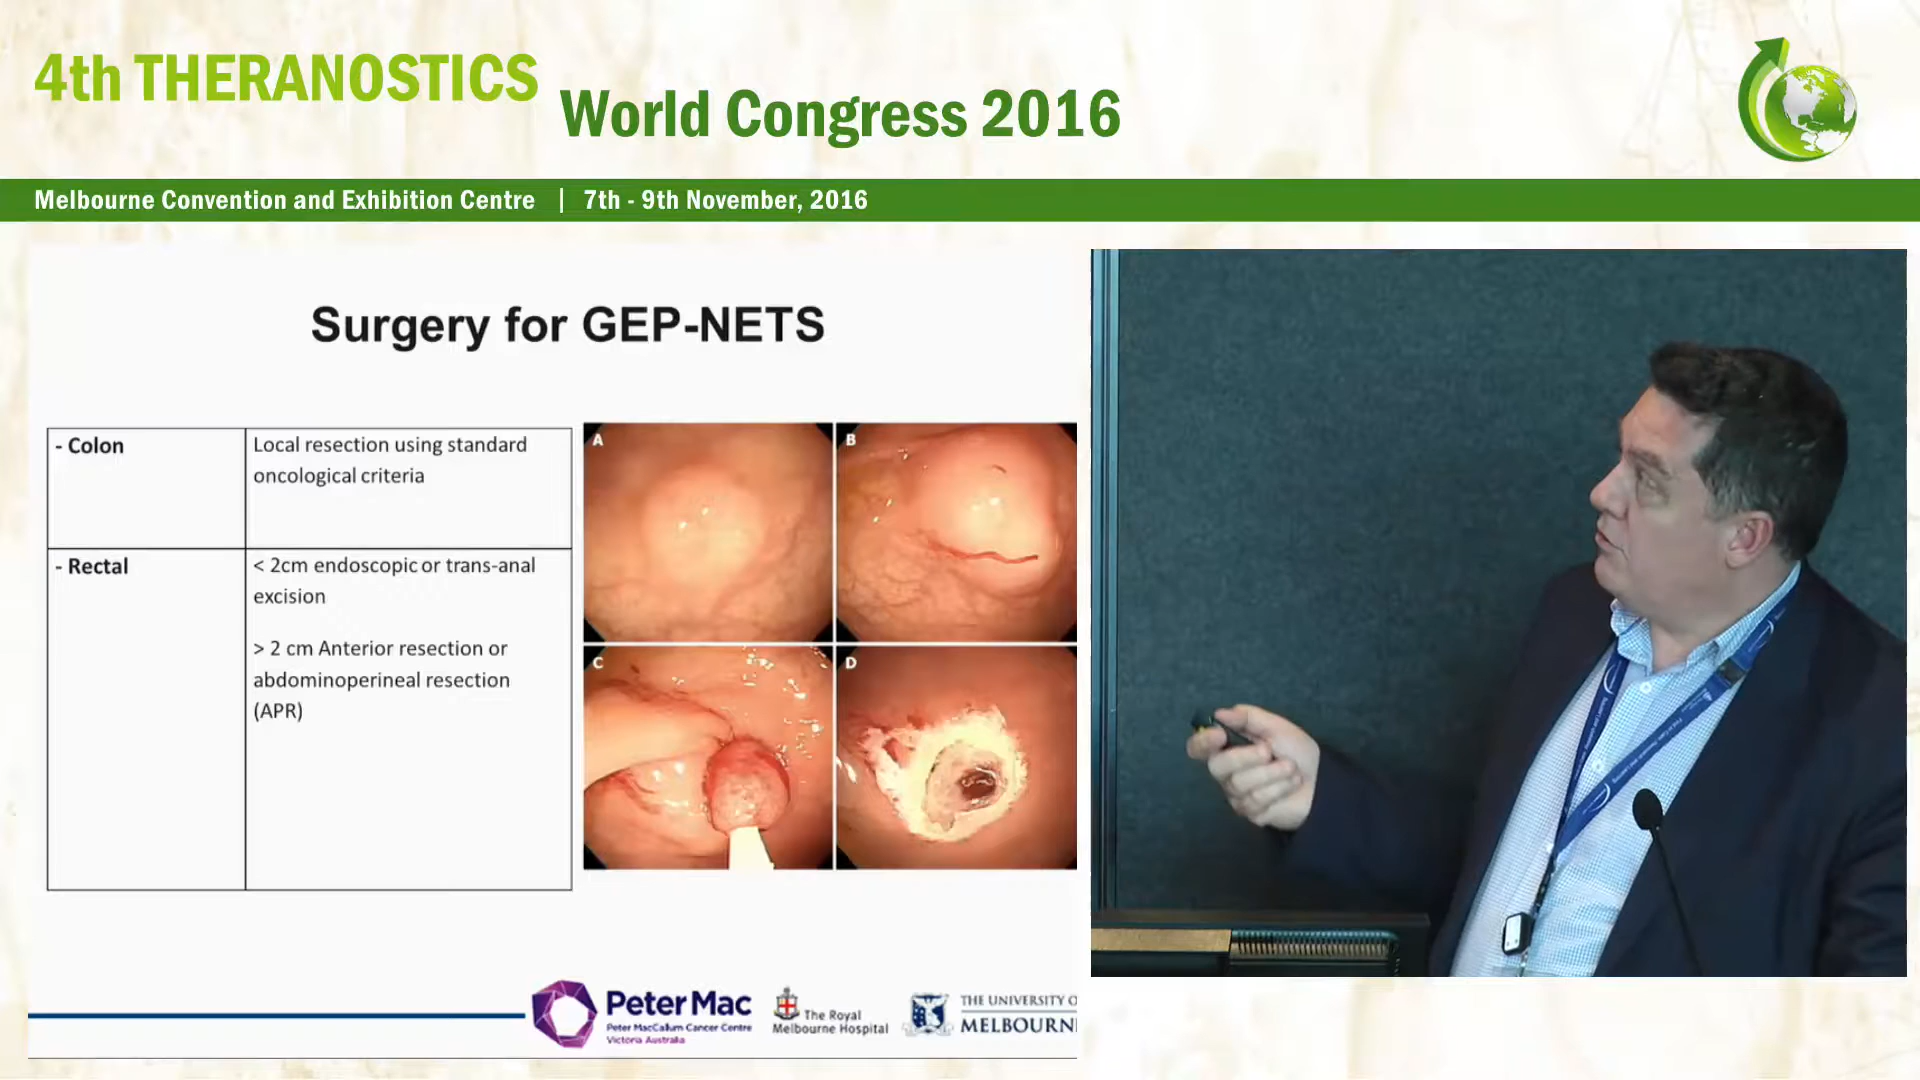 4th THERANOSTICS
World Congress 2016
Melbourne Convention and Exhibition Centre | 7th - 9th November, 2016
Surgery for GEP-NETS
- Colon
Local resection using standard
oncological criteria
- Rectal
< 2cm endoscopic or trans-anal
excision
> 2 cm Anterior resection or
abdominoperineal resection
(APR)
A
B
C
D
Peter Mac
Peter MacCallum Cancer Centre
Victoria Australia
The Royal
Melbourne Hospital
THE UNIVERSITY O
MELBOURN